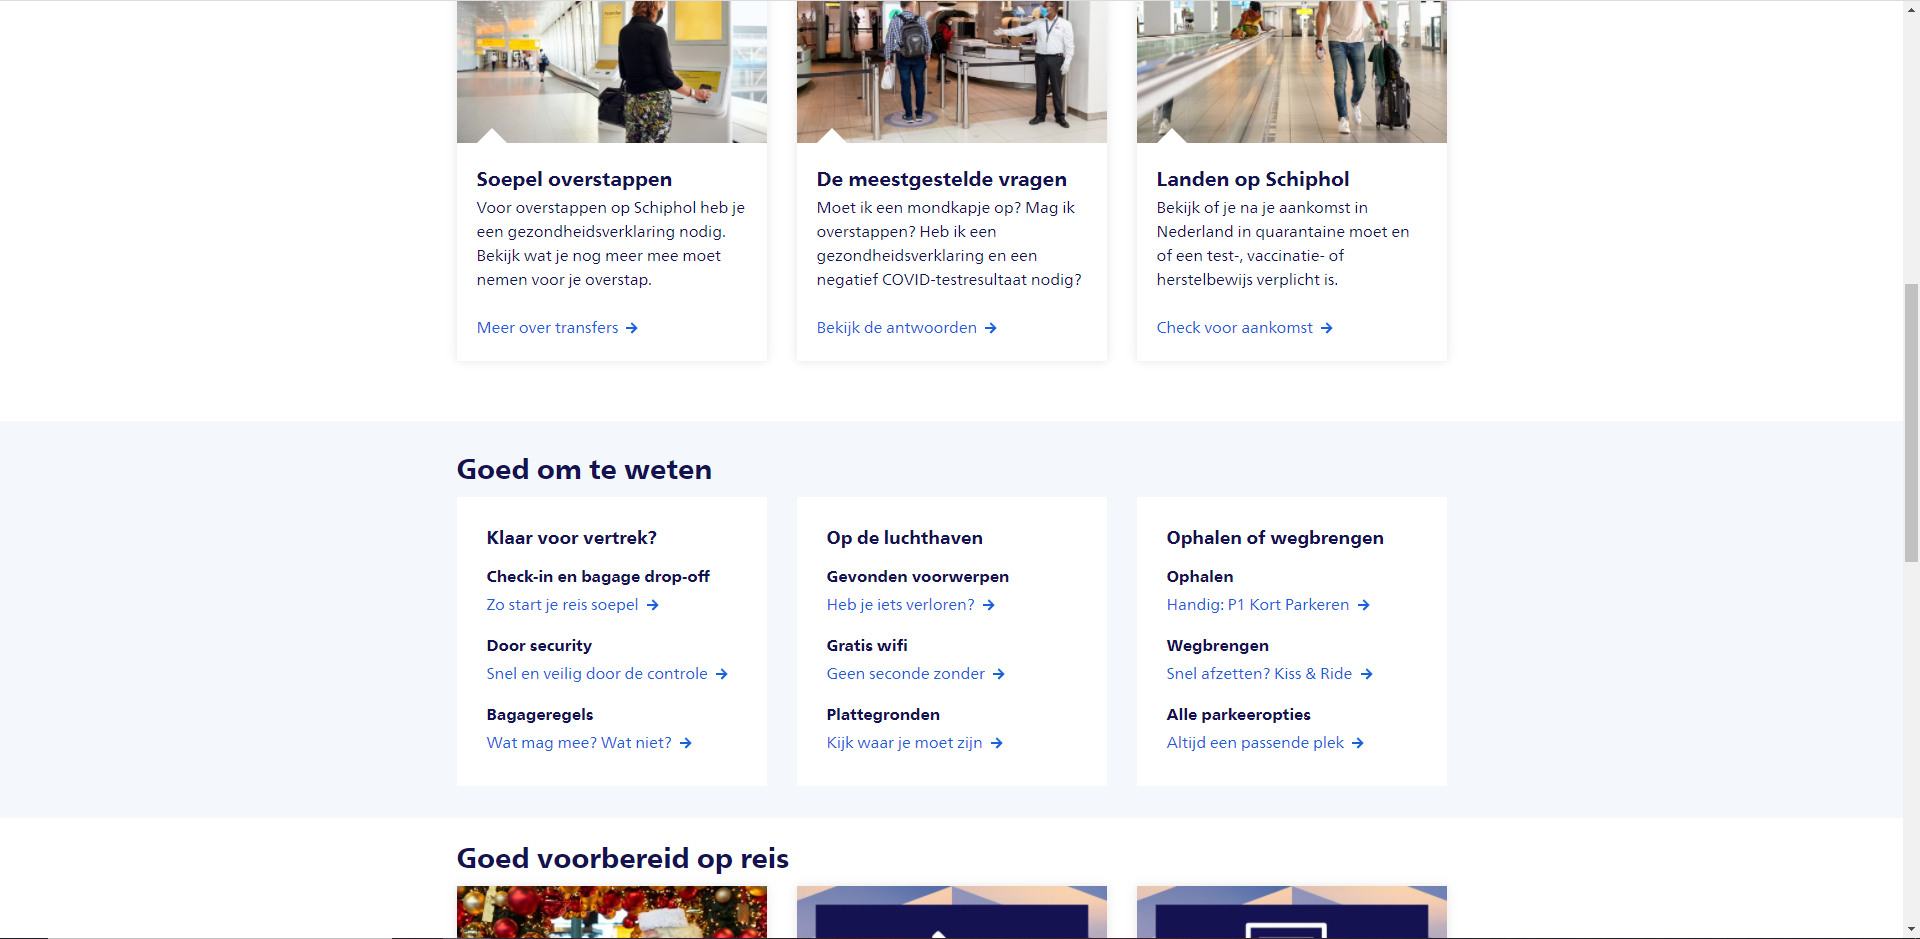 Soepel overstappen
Voor overstappen op Schiphol heb je
een gezondheidsverklaring nodig.
Bekijk wat je nog meer mee moet
nemen voor je overstap.
Meer over transfers
De meestgestelde vragen
Moet ik een mondkapje op? Mag ik
overstappen? Heb ik een
gezondheidsverklaring en een
negatief COVID-testresultaat nodig?
Bekijk de antwoorden
Landen op Schiphol
Bekijk of je na je aankomst in
Nederland in quarantaine moet en
of een test-, vaccinatie- of
herstelbewijs verplicht is.
Check voor aankomst
Goed om te weten
Klaar voor vertrek?
Check-in en bagage drop-off
Zo start je reis soepel
Door security
Snel en veilig door de controle
Bagageregels
Wat mag mee? Wat niet?
Op de luchthaven
Gevonden voorwerpen
Heb je iets verloren?
Gratis wifi
Geen seconde zonder
Plattegronden
Kijk waar je moet zijn
Ophalen of wegbrengen
Ophalen
Handig: P1 Kort Parkeren
Wegbrengen
Snel afzetten? Kiss & Ride
Alle parkeeropties
Altijd een passende plek
Goed voorbereid op reis